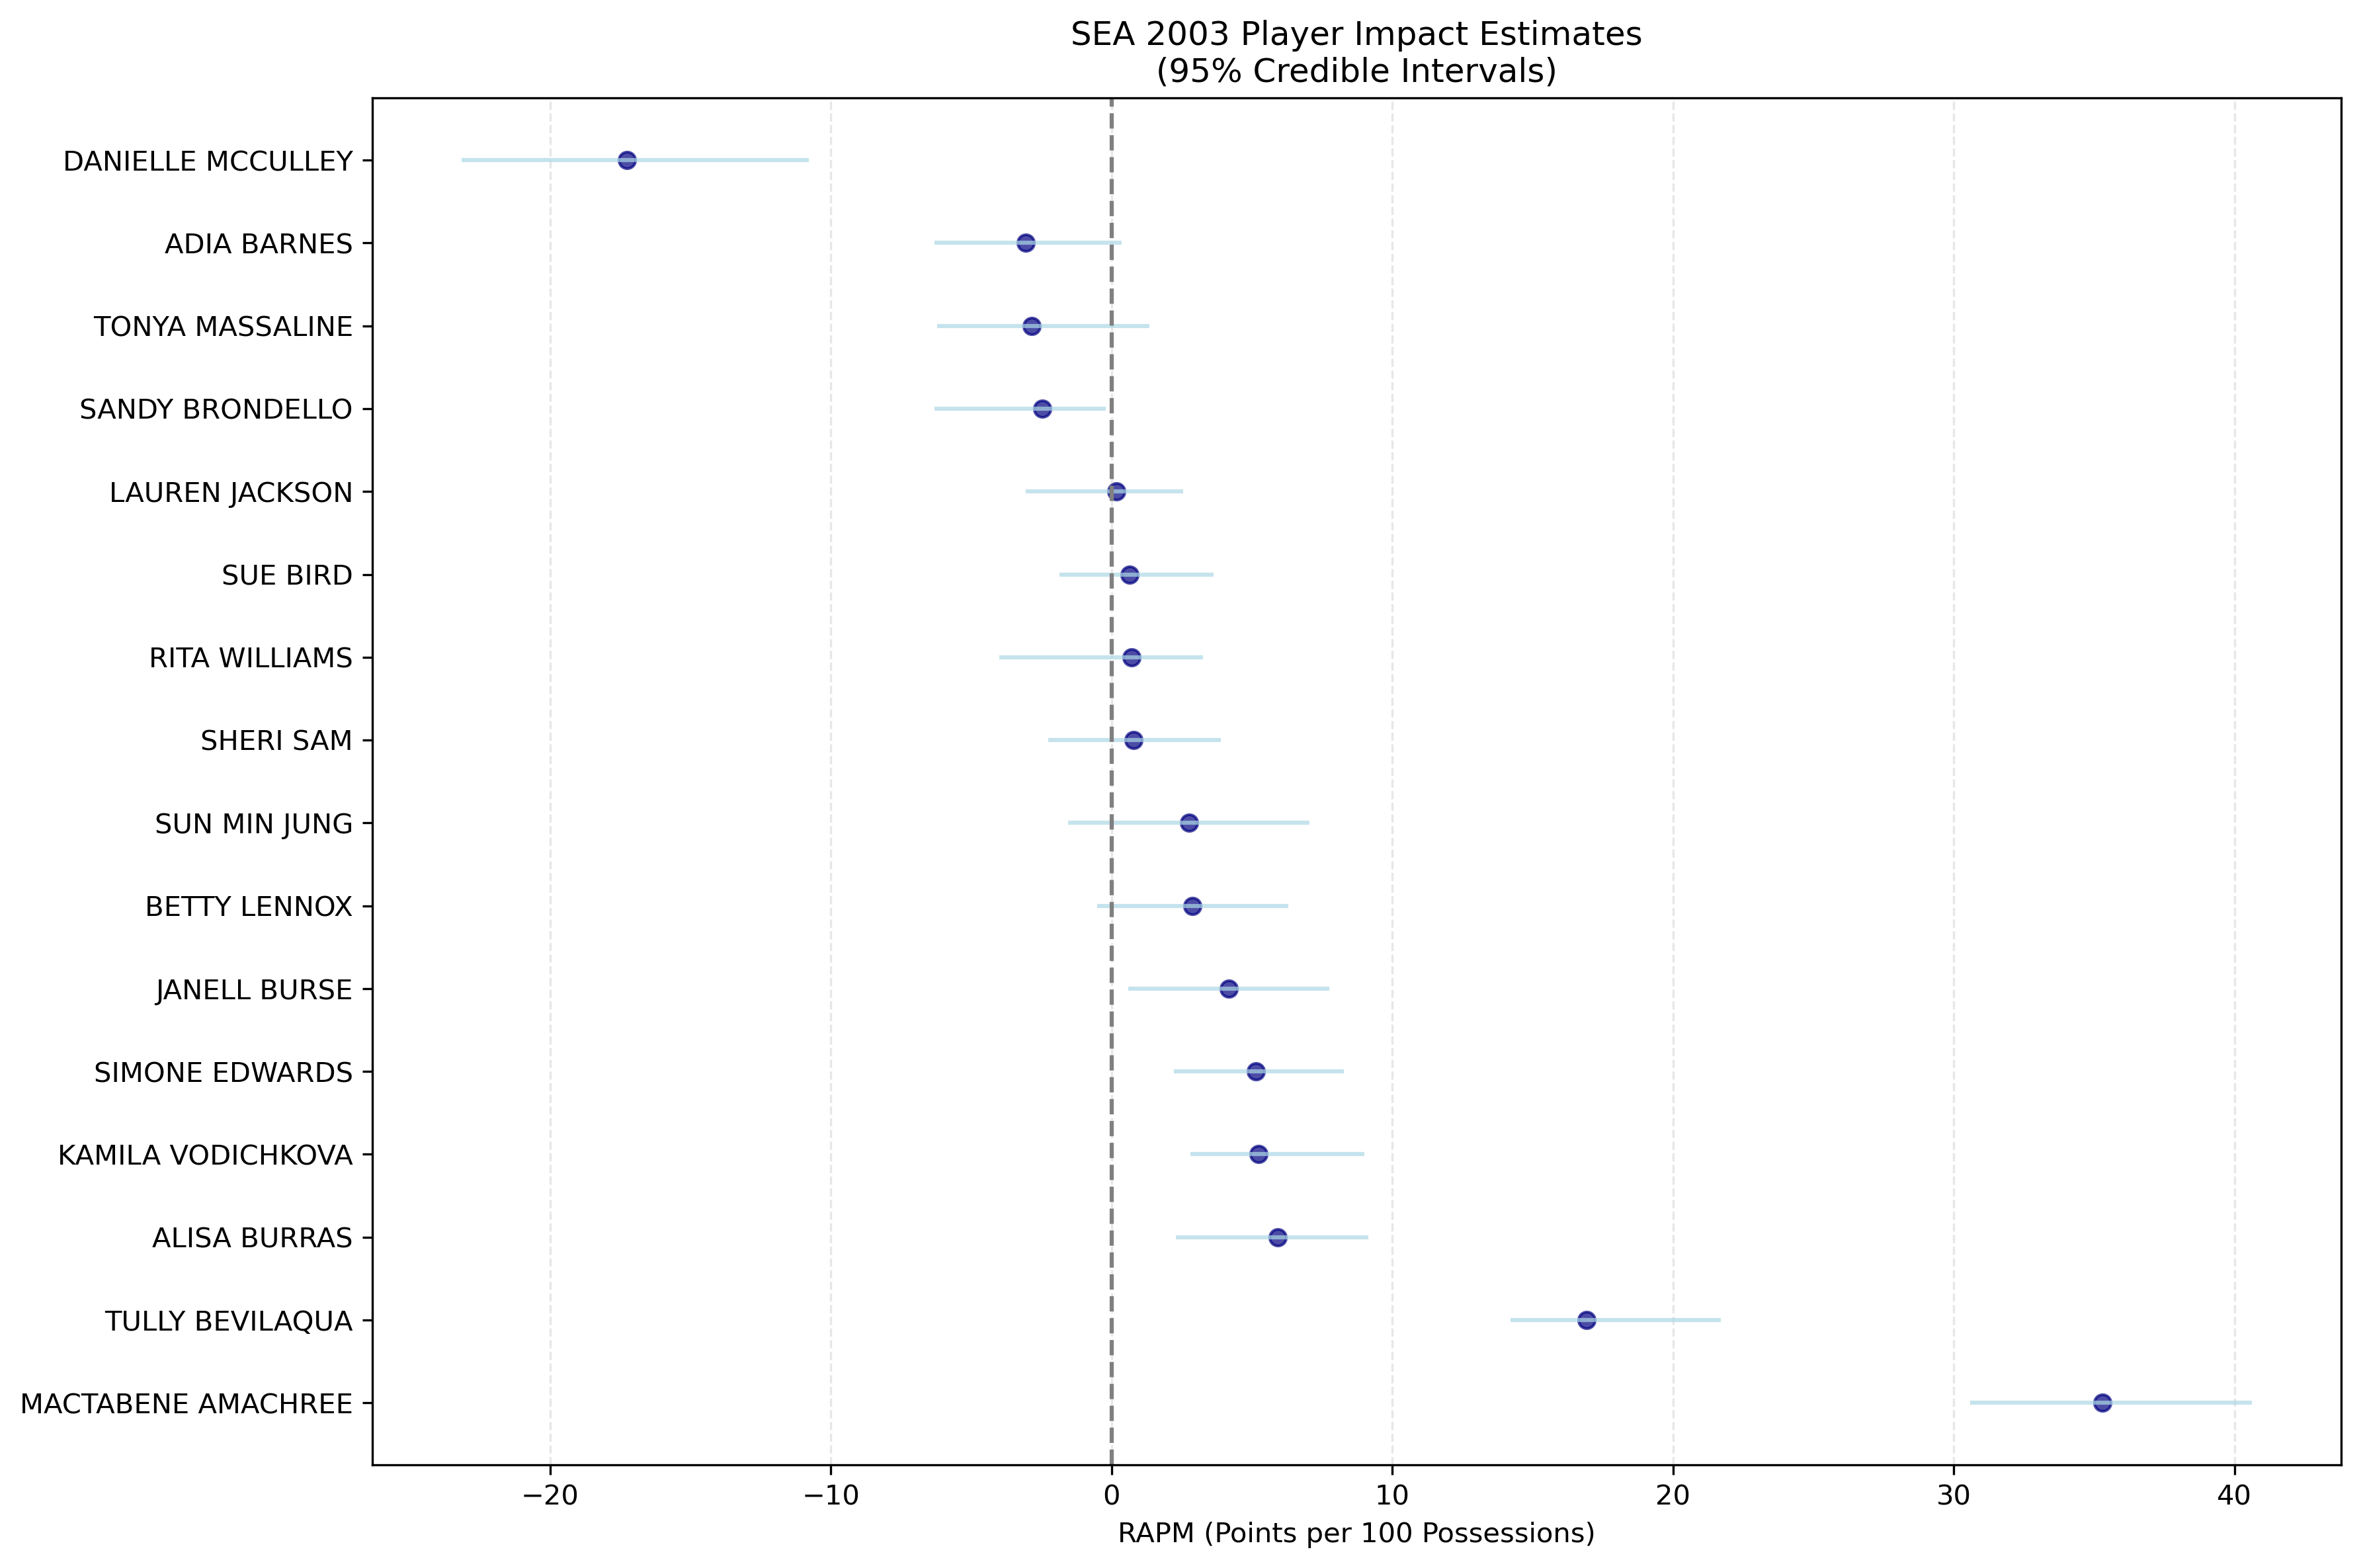 SEA 2003 Player Impact Estimates
(95% Credible Intervals)
DANIELLE MCCULLEY
ADIA BARNES
TONYA MASSALINE
SANDY BRONDELLO
LAUREN JACKSON
SUE BIRD
RITA WILLIAMS
SHERI SAM
SUN MIN JUNG
BETTY LENNOX
JANELL BURSE
SIMONE EDWARDS
KAMILA VODICHKOVA
ALISA BURRAS
TULLY BEVILAQUA
MACTABENE AMACHREE
−20 −10 0 10 20 30 40
RAPM (Points per 100 Possessions)